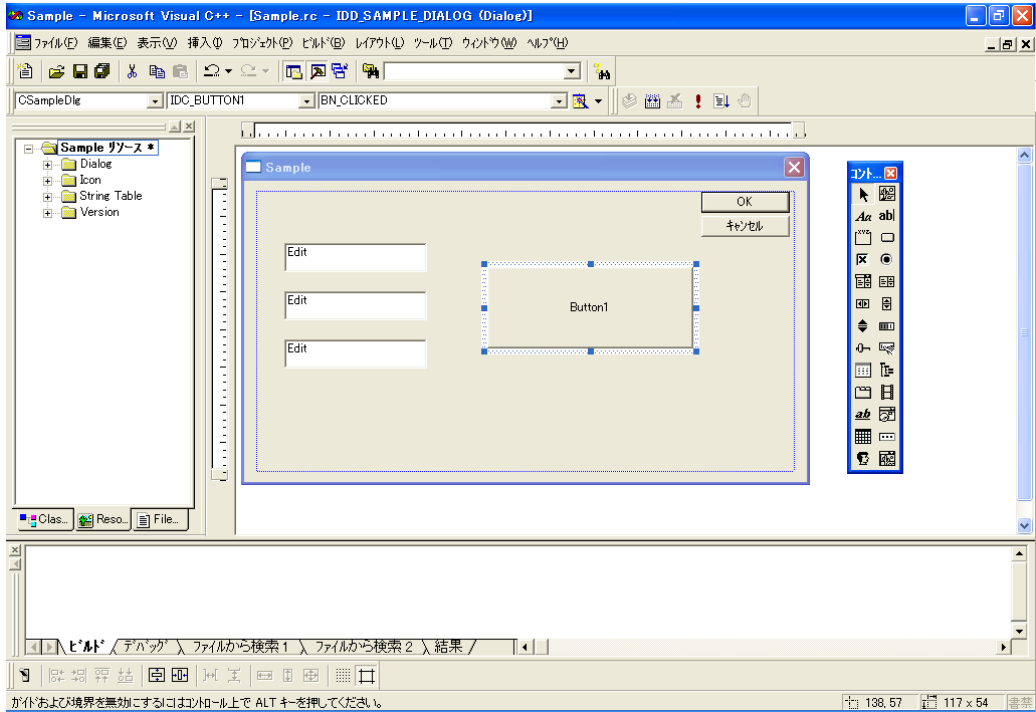 Sample - Microsoft Visual C++ - [Sample.rc - IDD_SAMPLE_DIALOG (Dialog)]
ファイル(F) 編集(E) 表示(V) 挿入(I) プロジェクト(P) ビルド(B) レイアウト(L) ツール(T) ウィンドウ(W) ヘルプ(H)
CSampleDlg IDC_BUTTON1 BN_CLICKED
Sample リソース *
Dialog
Icon
String Table
Version
Clas... Reso... File...
Sample
OK
キャンセル
Edit
Edit
Edit
Button1
コント...
Aa ab|
XYZ
ab
ビルド デバッグ ファイルから検索 1 ファイルから検索 2 結果
ガイドおよび境界を無効にするにはコントロール上で ALT キーを押してください。 138, 57 117 x 54 書禁